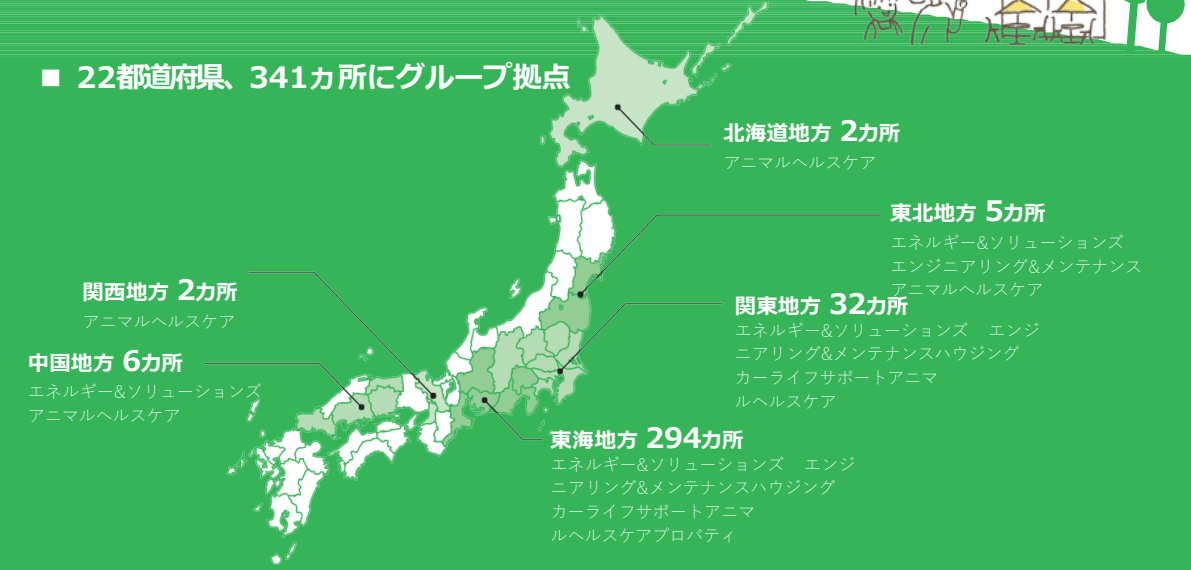 ■ 22都道府県、341ヵ所にグループ拠点
北海道地方 2カ所
アニマルヘルスケア
東北地方 5カ所
エネルギー&ソリューションズ
エンジニアリング&メンテナンス
アニマルヘルスケア
関西地方 2カ所
アニマルヘルスケア
関東地方 32カ所
エネルギー&ソリューションズ　エンジ
ニアリング&メンテナンスハウジング
カーライフサポートアニマ
ルヘルスケア
中国地方 6カ所
エネルギー&ソリューションズ
アニマルヘルスケア
東海地方 294カ所
エネルギー&ソリューションズ　エンジ
ニアリング&メンテナンスハウジング
カーライフサポートアニマ
ルヘルスケアプロパティ